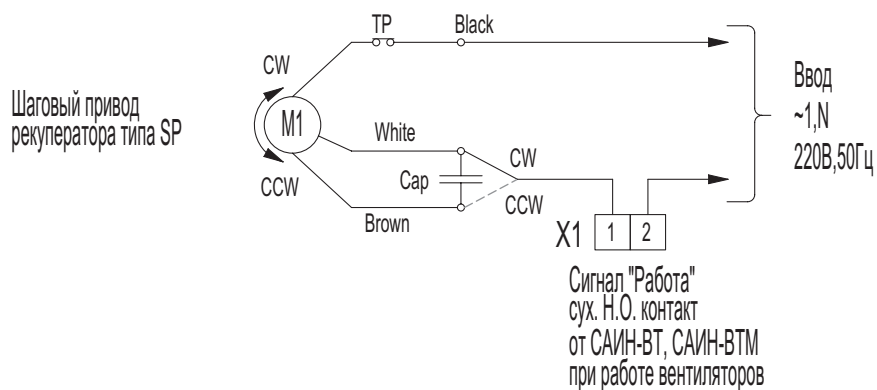 TP
Black
CW
Шаговый привод
рекуператора типа SP
M1
White
CW
Cap
CCW
CCW
Brown
Ввод
~1,N
220В,50Гц
X1
1
2
Сигнал "Работа"
сух. Н.О. контакт
от САИН-ВТ, САИН-ВТМ
при работе вентиляторов